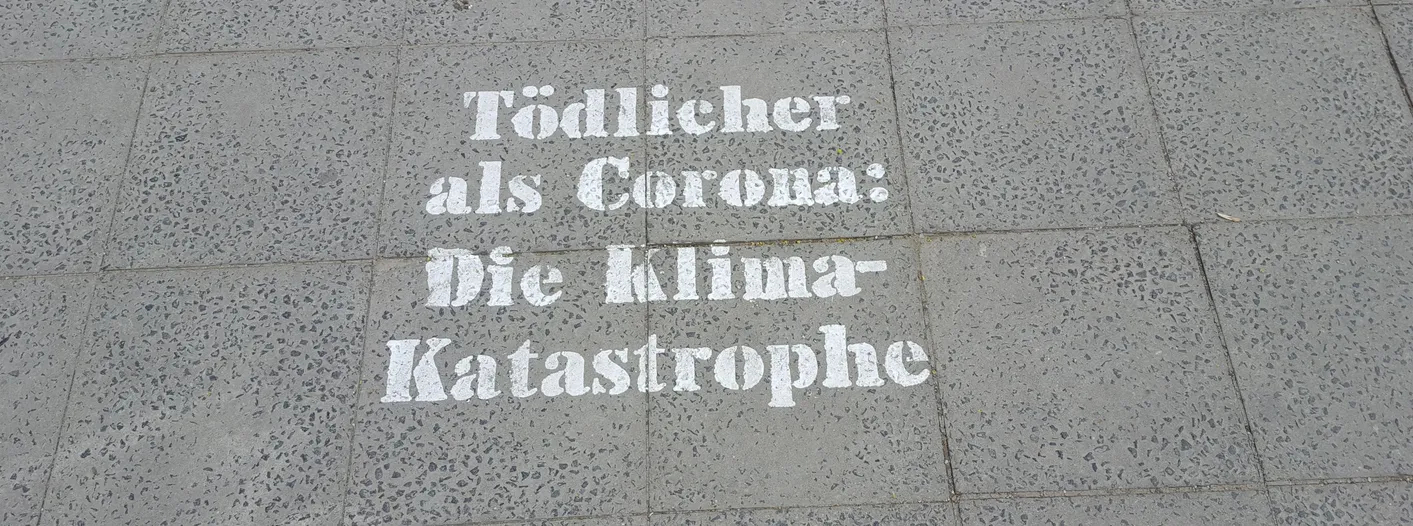 Tödlicher
als Corona:
Die Klima-
Katastrophe